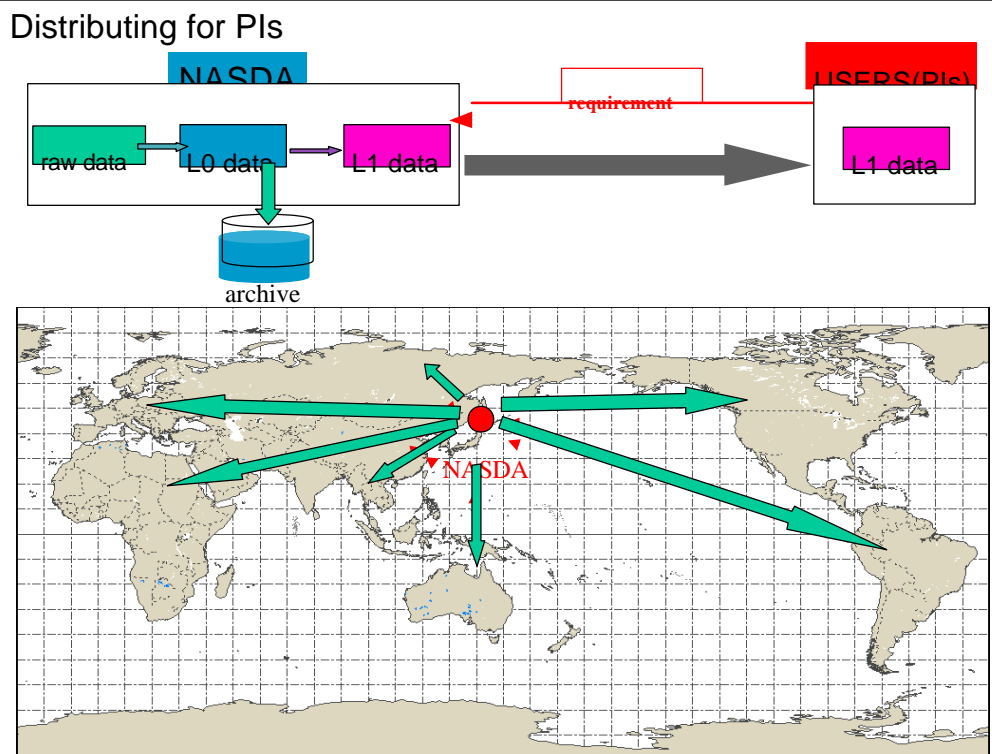 Distributing for PIs
NASDA
USERS(PIs)
requirement
raw data
L0 data
L1 data
L1 data
archive
NASDA